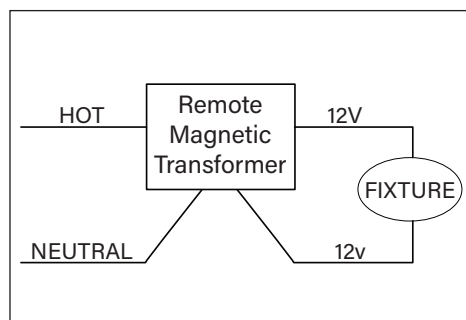 HOT
Remote
Magnetic
Transformer
12V
FIXTURE
NEUTRAL
12v